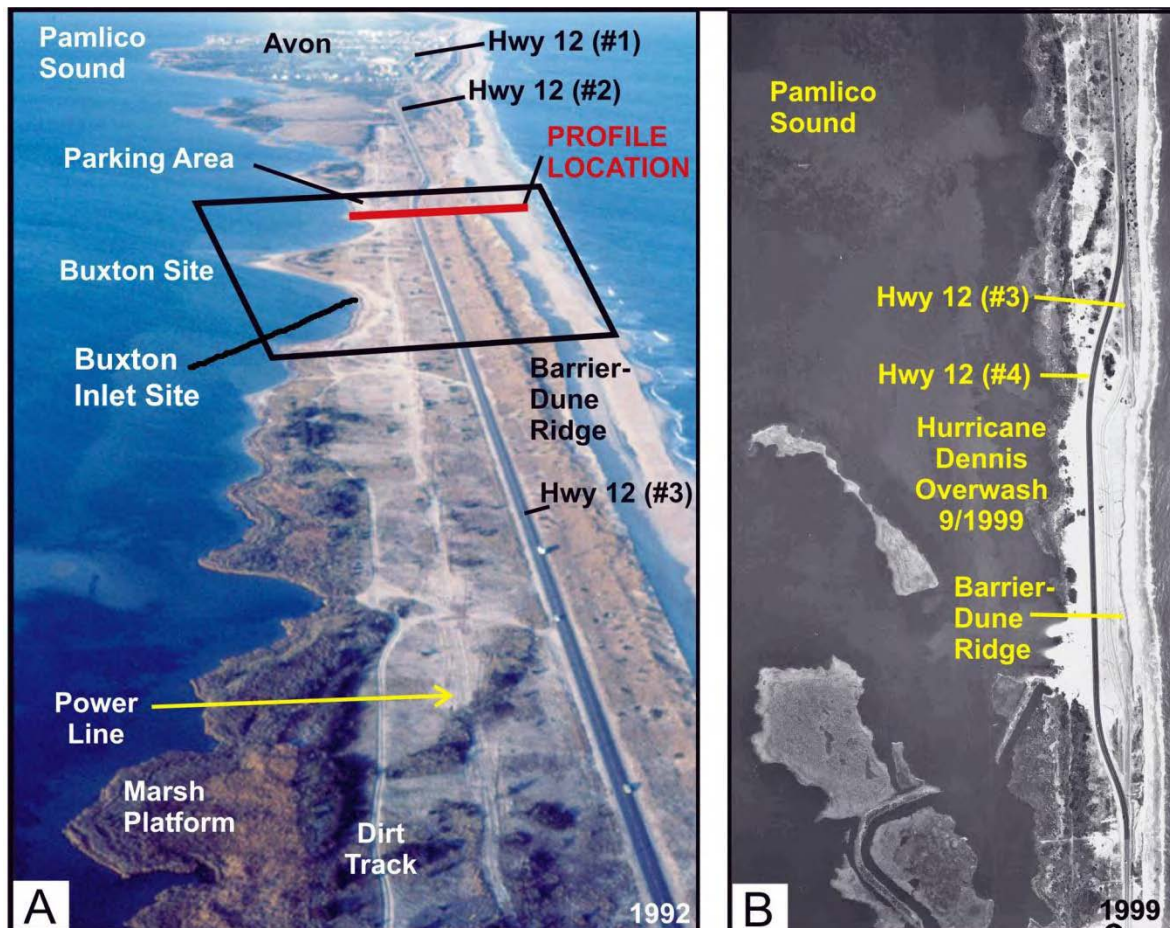 Pamlico
Sound
Avon
Hwy 12 (#1)
Hwy 12 (#2)
Parking Area
PROFILE
LOCATION
Buxton Site
Buxton
Inlet Site
Barrier-
Dune
Ridge
Hwy 12 (#3)
Power
Line
Marsh
Platform
Dirt
Track
A
1992
Pamlico
Sound
Hwy 12 (#3)
Hwy 12 (#4)
Hurricane
Dennis
Overwash
9/1999
Barrier-
Dune
Ridge
B
1999